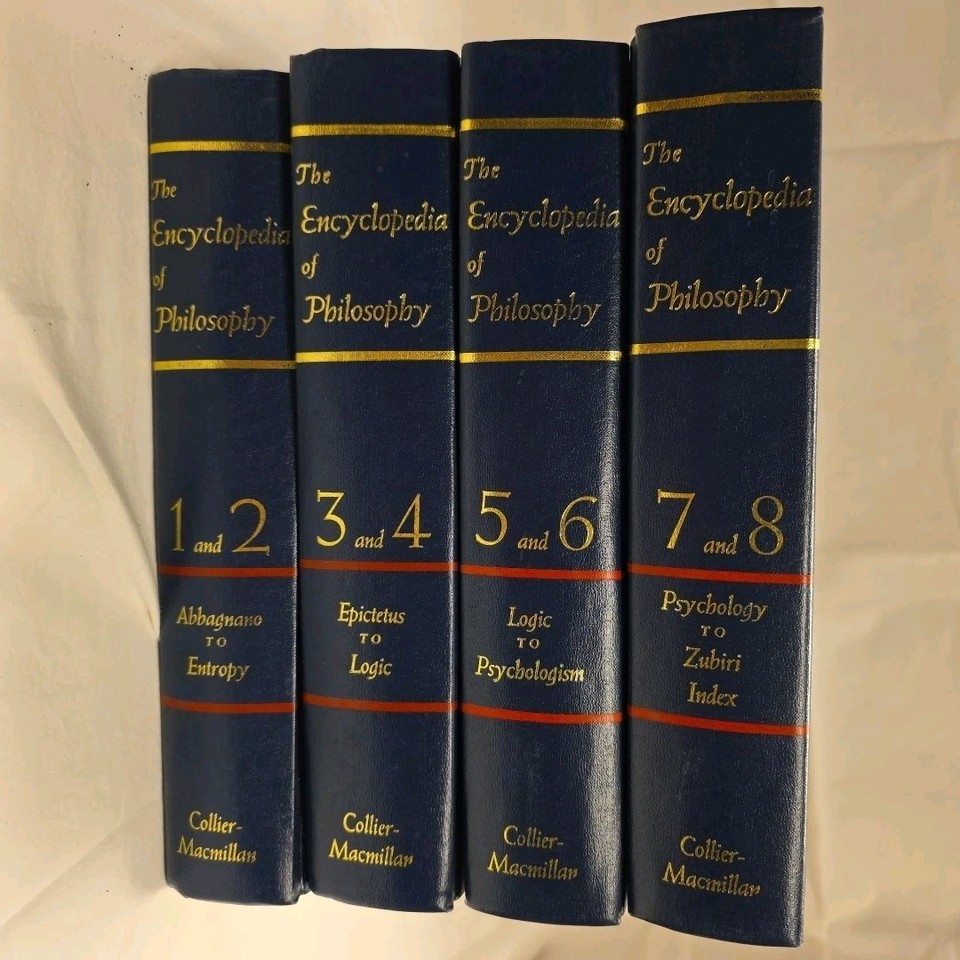 The
Encyclopedia
of
Philosophy
1 and 2
Abbagnano
TO
Entropy
Collier-
Macmillan
The
Encyclopedia
of
Philosophy
3 and 4
Epictetus
TO
Logic
Collier-
Macmillan
The
Encyclopedia
of
Philosophy
5 and 6
Logic
TO
Psychologism
Collier-
Macmillan
The
Encyclopedia
of
Philosophy
7 and 8
Psychology
TO
Zubiri
Index
Collier-
Macmillan